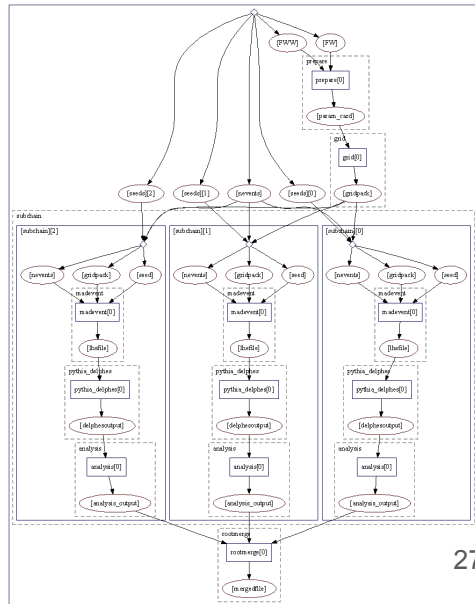 [FWW] [FW]
prepare
prepare[0]
[param_card]
grid
grid[0]
[seeds][2] [seeds][1] [nevents] [seeds][0] [gridpack]
subchain
[subchain][2] [subchain][1] [subchain][0]
[nevents] [gridpack] [seed] [nevents] [gridpack] [seed] [nevents] [gridpack] [seed]
madevent madevent madevent
madevent[0] madevent[0] madevent[0]
[lhefile] [lhefile] [lhefile]
pythia_delphes pythia_delphes pythia_delphes
pythia_delphes[0] pythia_delphes[0] pythia_delphes[0]
[delphesoutput] [delphesoutput] [delphesoutput]
analysis analysis analysis
analysis[0] analysis[0] analysis[0]
[analysis_output] [analysis_output] [analysis_output]
rootmerge
rootmerge[0]
27
[mergedfile]